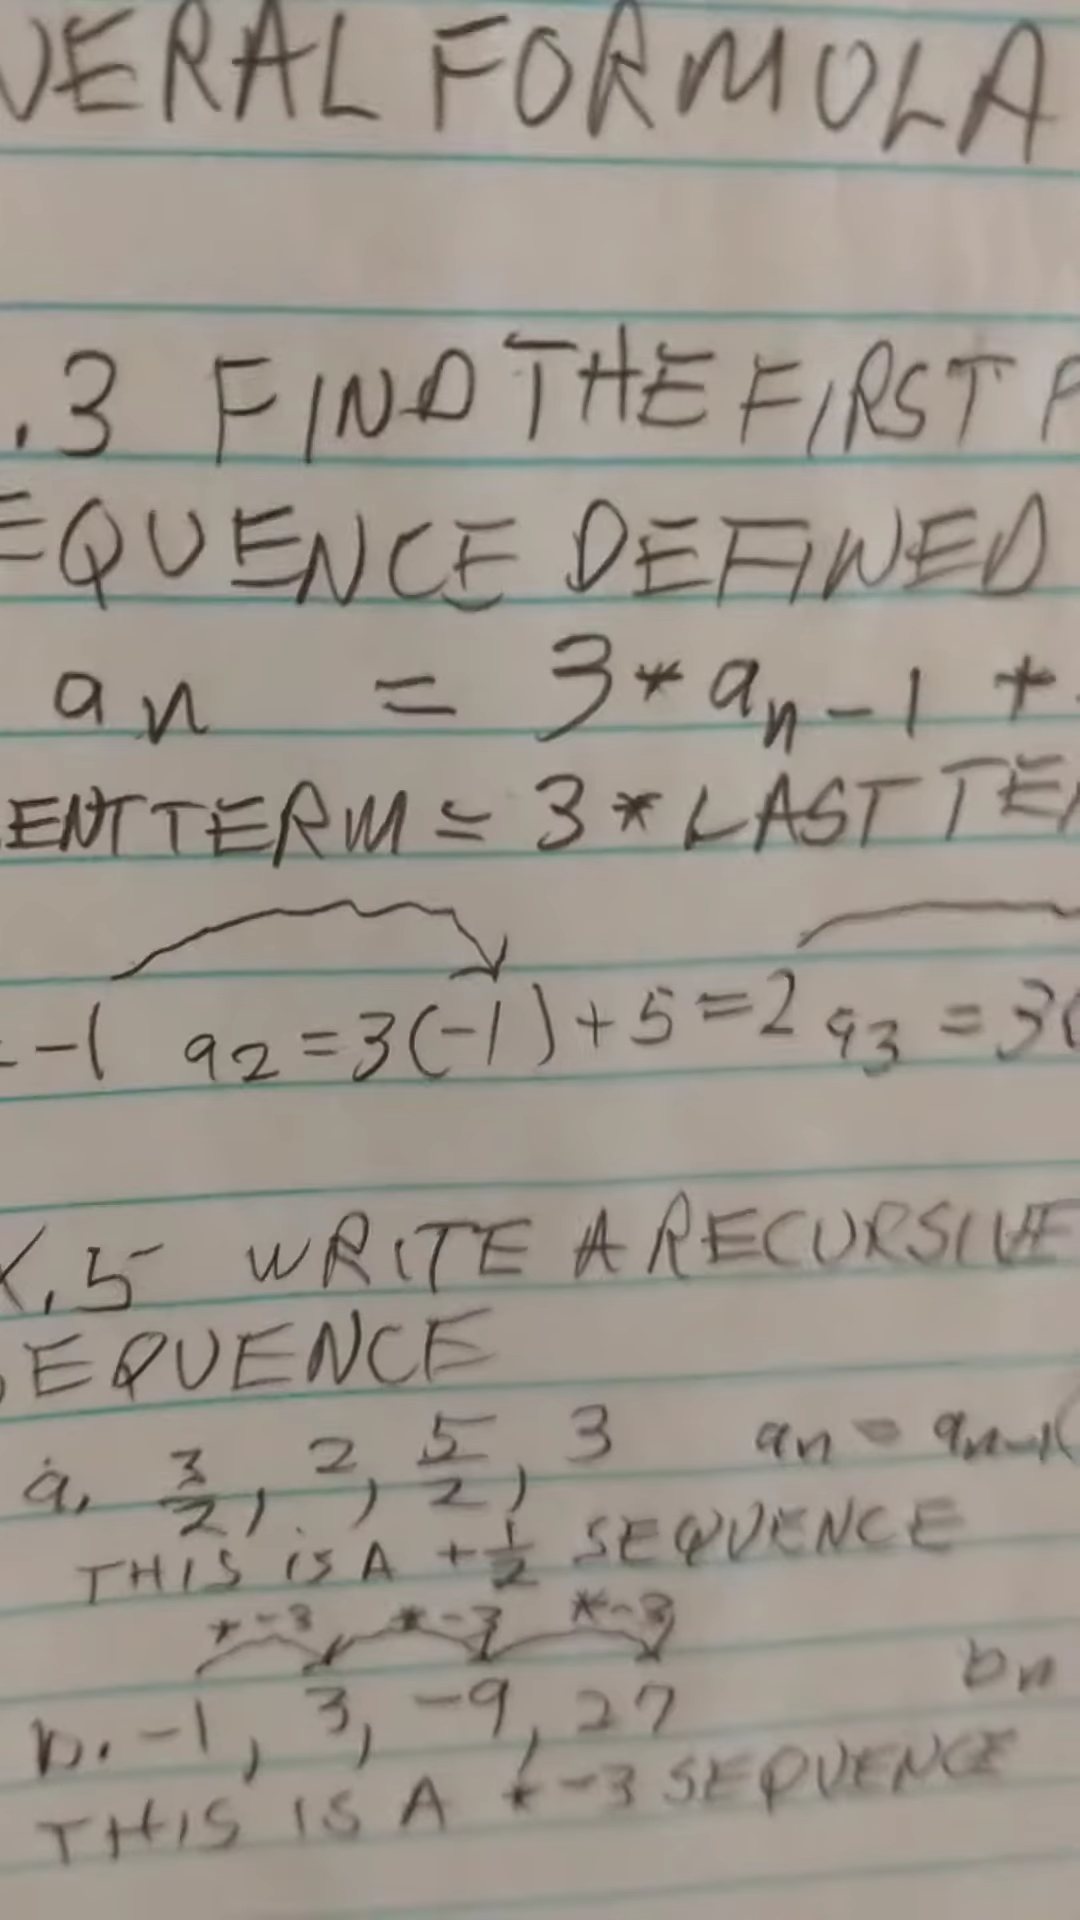 ERAL FORMULA
.3 FIND THE FIRST
EQUENCE DEFINED
an = 3*an-1 +
ENT TERM = 3 * LAST TE
-1 a2 = 3(-1)+5=2 a3 = 3(
.5 WRITE A RECURSIVE
EQUENCE
a. 3/2, 2, 5/2, 3 an = an-1(
THIS IS A + 1/2 SEQUENCE
*-3 *-3 *-3
b. -1, 3, -9, 27 bn
THIS IS A *-3 SEQUENCE